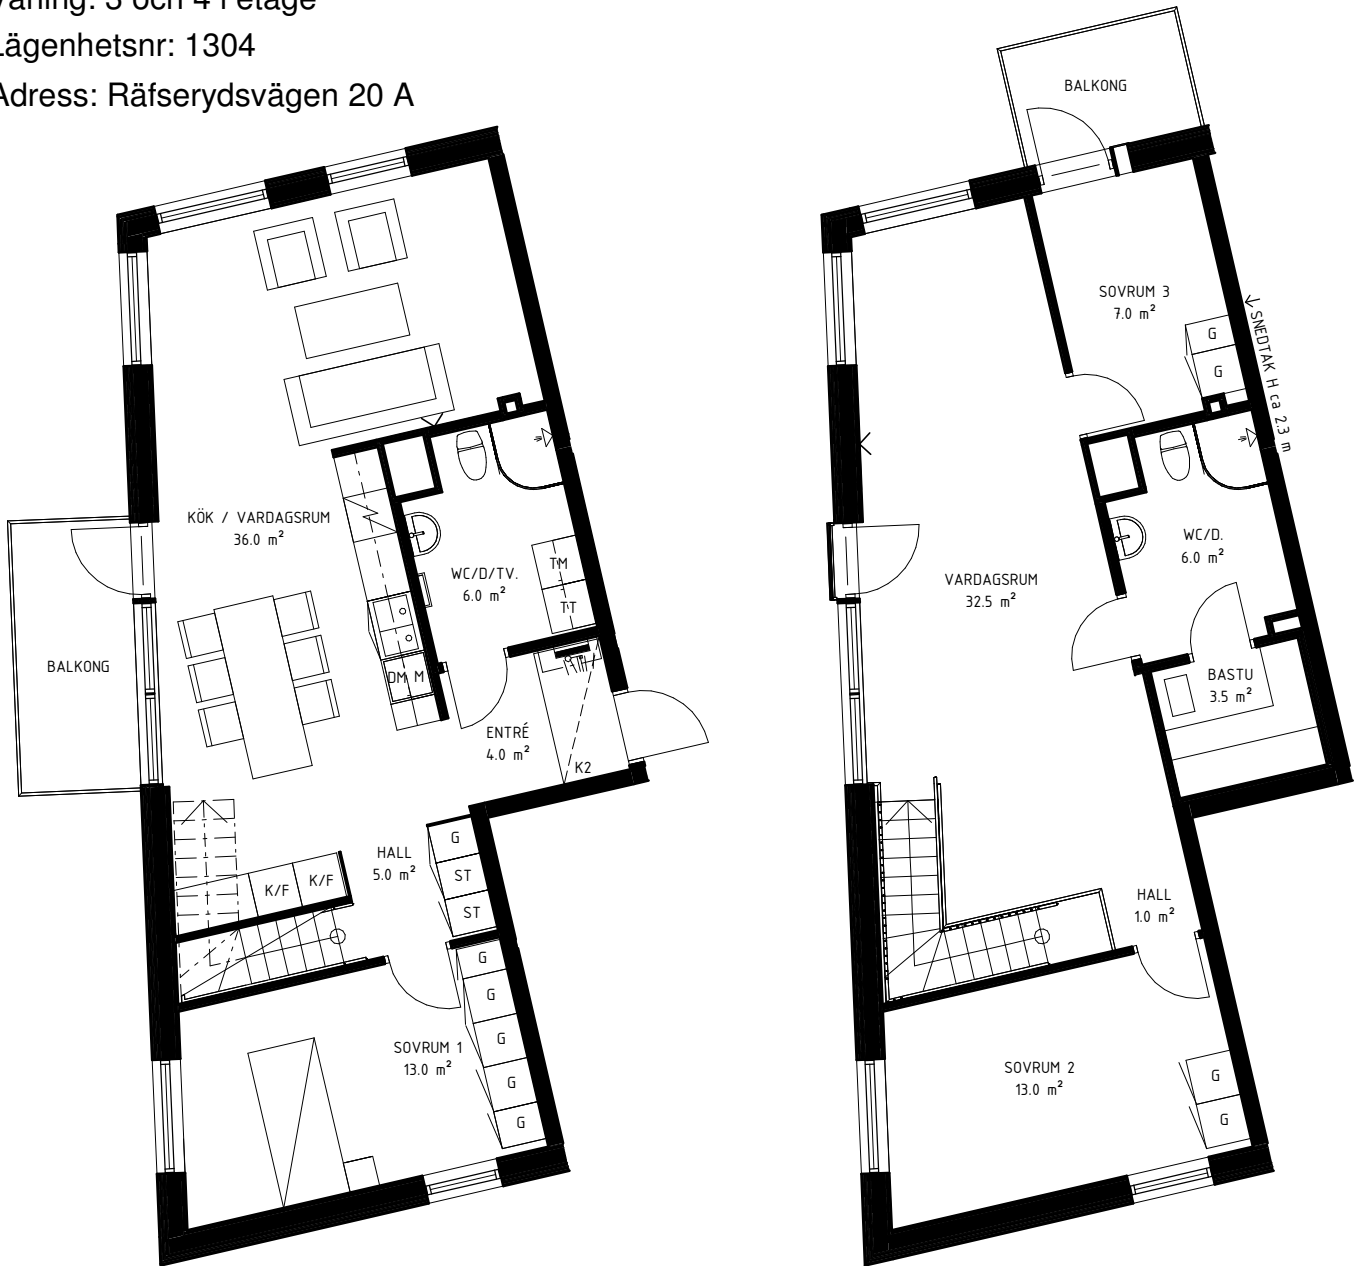 Våning: 3 och 4 i etage
Lägenhetsnr: 1304
Adress: Räfserydsvägen 20 A
KÖK / VARDAGSRUM
36.0 m²
WC/D/TV.
6.0 m²
TM
TT
DM M
BALKONG
ENTRÉ
4.0 m²
K2
HALL
5.0 m²
G
ST
ST
K/F
K/F
G
G
G
G
G
SOVRUM 1
13.0 m²
BALKONG
SOVRUM 3
7.0 m²
G
G
SNEDTAK H ca 2.3 m
WC/D.
6.0 m²
VARDAGSRUM
32.5 m²
BASTU
3.5 m²
HALL
1.0 m²
SOVRUM 2
13.0 m²
G
G